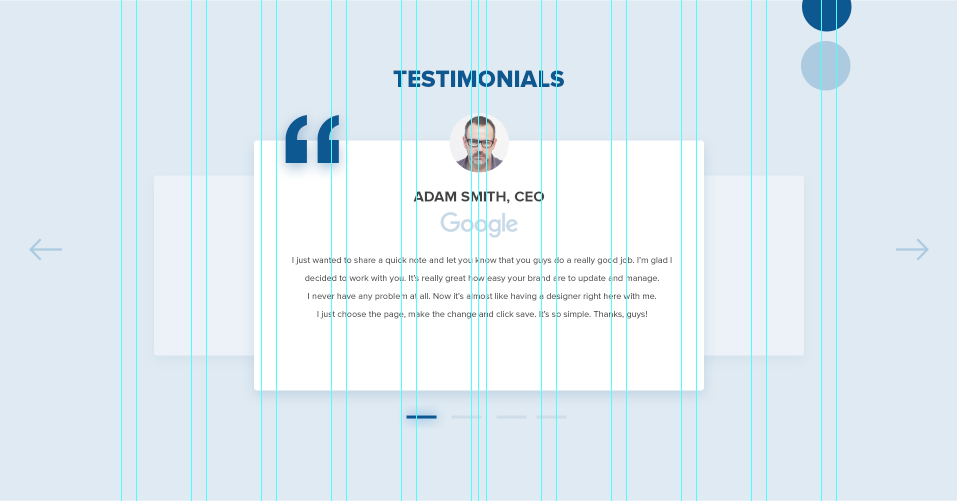 TESTIMONIALS
“
ADAM SMITH, CEO
Google
I just wanted to share a quick note and let you know that you guys do a really good job. I'm glad I
decided to work with you. It's really great how easy your brand are to update and manage.
I never have any problem at all. Now it's almost like having a designer right here with me.
I just choose the page, make the change and click save. It's so simple. Thanks, guys!